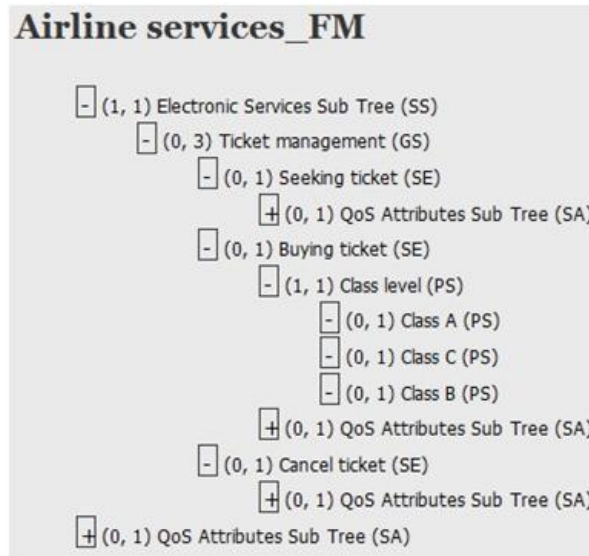 Airline services_FM
- (1, 1) Electronic Services Sub Tree (SS)
- (0, 3) Ticket management (GS)
- (0, 1) Seeking ticket (SE)
+ (0, 1) QoS Attributes Sub Tree (SA)
- (0, 1) Buying ticket (SE)
- (1, 1) Class level (PS)
- (0, 1) Class A (PS)
- (0, 1) Class C (PS)
- (0, 1) Class B (PS)
+ (0, 1) QoS Attributes Sub Tree (SA)
- (0, 1) Cancel ticket (SE)
+ (0, 1) QoS Attributes Sub Tree (SA)
+ (0, 1) QoS Attributes Sub Tree (SA)